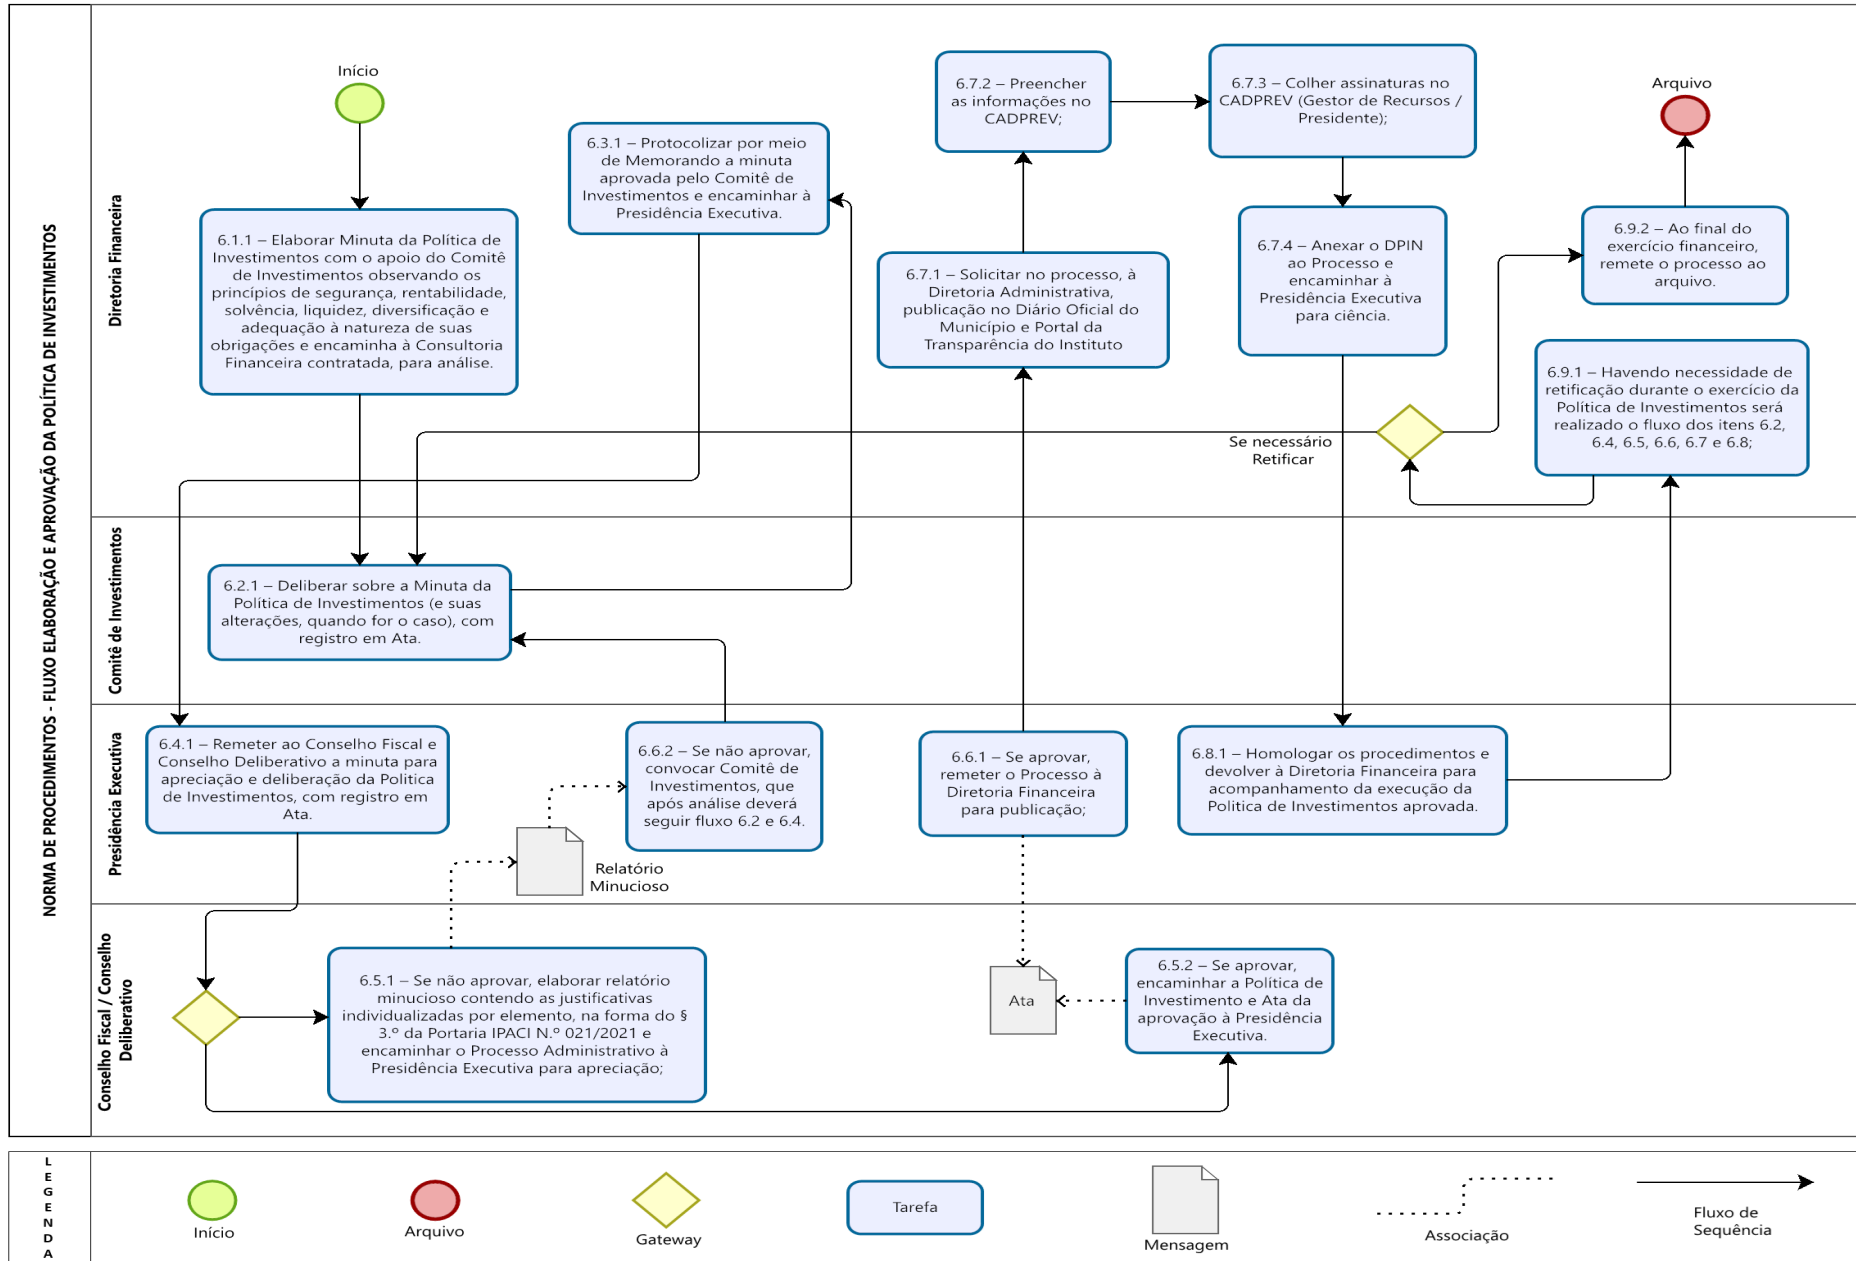 NORMA DE PROCEDIMENTOS - FLUXO ELABORAÇÃO E APROVAÇÃO DA POLÍTICA DE INVESTIMENTOS
Diretoria Financeira
Início
6.1.1 – Elaborar Minuta da Política de
Investimentos com o apoio do Comitê
de Investimentos observando os
princípios de segurança, rentabilidade,
solvência, liquidez, diversificação e
adequação à natureza de suas
obrigações e encaminha à Consultoria
Financeira contratada, para análise.
6.3.1 – Protocolizar por meio
de Memorando a minuta
aprovada pelo Comitê de
Investimentos e encaminhar à
Presidência Executiva.
6.7.2 – Preencher
as informações no
CADPREV;
6.7.3 – Colher assinaturas no
CADPREV (Gestor de Recursos /
Presidente);
Arquivo
6.7.1 – Solicitar no processo, à
Diretoria Administrativa,
publicação no Diário Oficial do
Município e Portal da
Transparência do Instituto
6.7.4 – Anexar o DPIN
ao Processo e
encaminhar à
Presidência Executiva
para ciência.
6.9.2 – Ao final do
exercício financeiro,
remete o processo ao
arquivo.
6.9.1 – Havendo necessidade de
retificação durante o exercício da
Política de Investimentos será
realizado o fluxo dos itens 6.2,
6.4, 6.5, 6.6, 6.7 e 6.8;
Se necessário
Retificar
Comitê de Investimentos
6.2.1 – Deliberar sobre a Minuta da
Política de Investimentos (e suas
alterações, quando for o caso), com
registro em Ata.
Presidência Executiva
6.4.1 – Remeter ao Conselho Fiscal e
Conselho Deliberativo a minuta para
apreciação e deliberação da Politica
de Investimentos, com registro em
Ata.
6.6.2 – Se não aprovar,
convocar Comitê de
Investimentos, que
após análise deverá
seguir fluxo 6.2 e 6.4.
Relatório
Minucioso
6.6.1 – Se aprovar,
remeter o Processo à
Diretoria Financeira
para publicação;
6.8.1 – Homologar os procedimentos e
devolver à Diretoria Financeira para
acompanhamento da execução da
Politica de Investimentos aprovada.
Conselho Fiscal / Conselho
Deliberativo
6.5.1 – Se não aprovar, elaborar relatório
minucioso contendo as justificativas
individualizadas por elemento, na forma do §
3.º da Portaria IPACI N.º 021/2021 e
encaminhar o Processo Administrativo à
Presidência Executiva para apreciação;
Ata
6.5.2 – Se aprovar,
encaminhar a Política de
Investimento e Ata da
aprovação à Presidência
Executiva.
LEGENDA
Início
Arquivo
Gateway
Tarefa
Mensagem
Associação
Fluxo de
Sequência